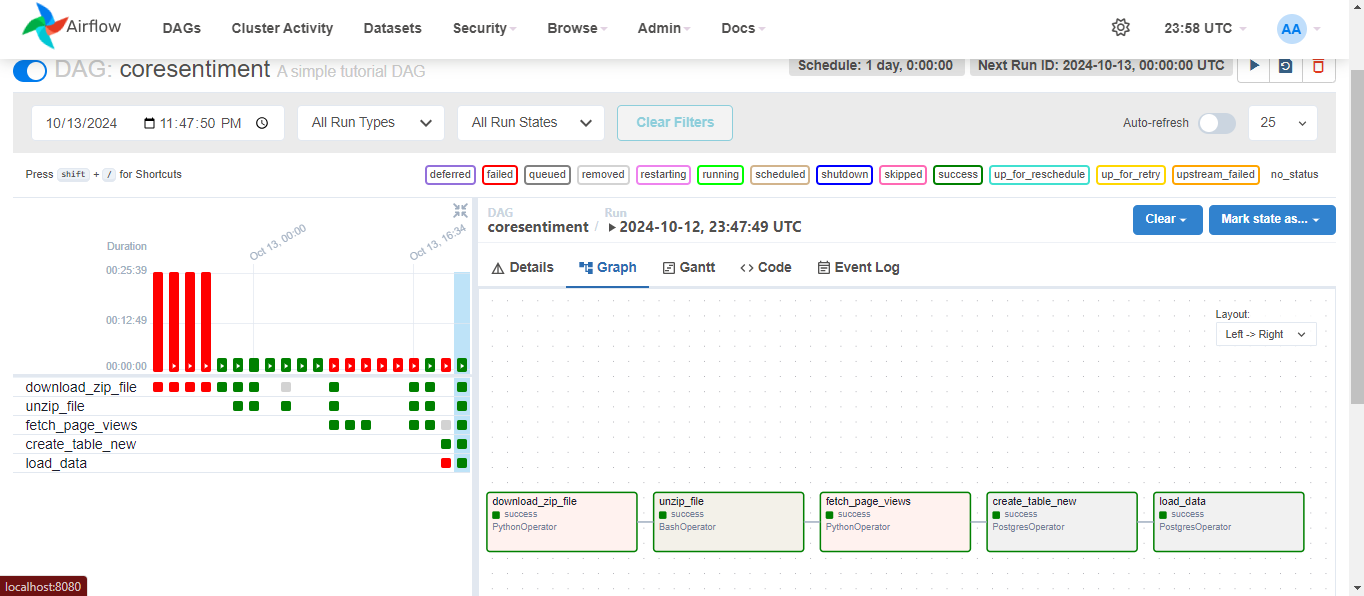 Airflow DAGs Cluster Activity Datasets Security Browse Admin Docs 23:58 UTC AA
DAG: coresentiment A simple tutorial DAG Schedule: 1 day, 0:00:00 Next Run ID: 2024-10-13, 00:00:00 UTC
10/13/2024 11:47:50 PM All Run Types All Run States Clear Filters Auto-refresh 25
Press shift + / for Shortcuts deferred failed queued removed restarting running scheduled shutdown skipped success up_for_reschedule up_for_retry upstream_failed no_status
DAG Run
coresentiment / 2024-10-12, 23:47:49 UTC Clear Mark state as...
Details Graph Gantt <> Code Event Log
Duration Oct 13, 00:00 Oct 13, 16:34
00:25:39
00:12:49
00:00:00
download_zip_file
unzip_file
fetch_page_views
create_table_new
load_data
Layout:
Left -> Right
download_zip_file
success
PythonOperator
unzip_file
success
BashOperator
fetch_page_views
success
PythonOperator
create_table_new
success
PostgresOperator
load_data
success
PostgresOperator
localhost:8080